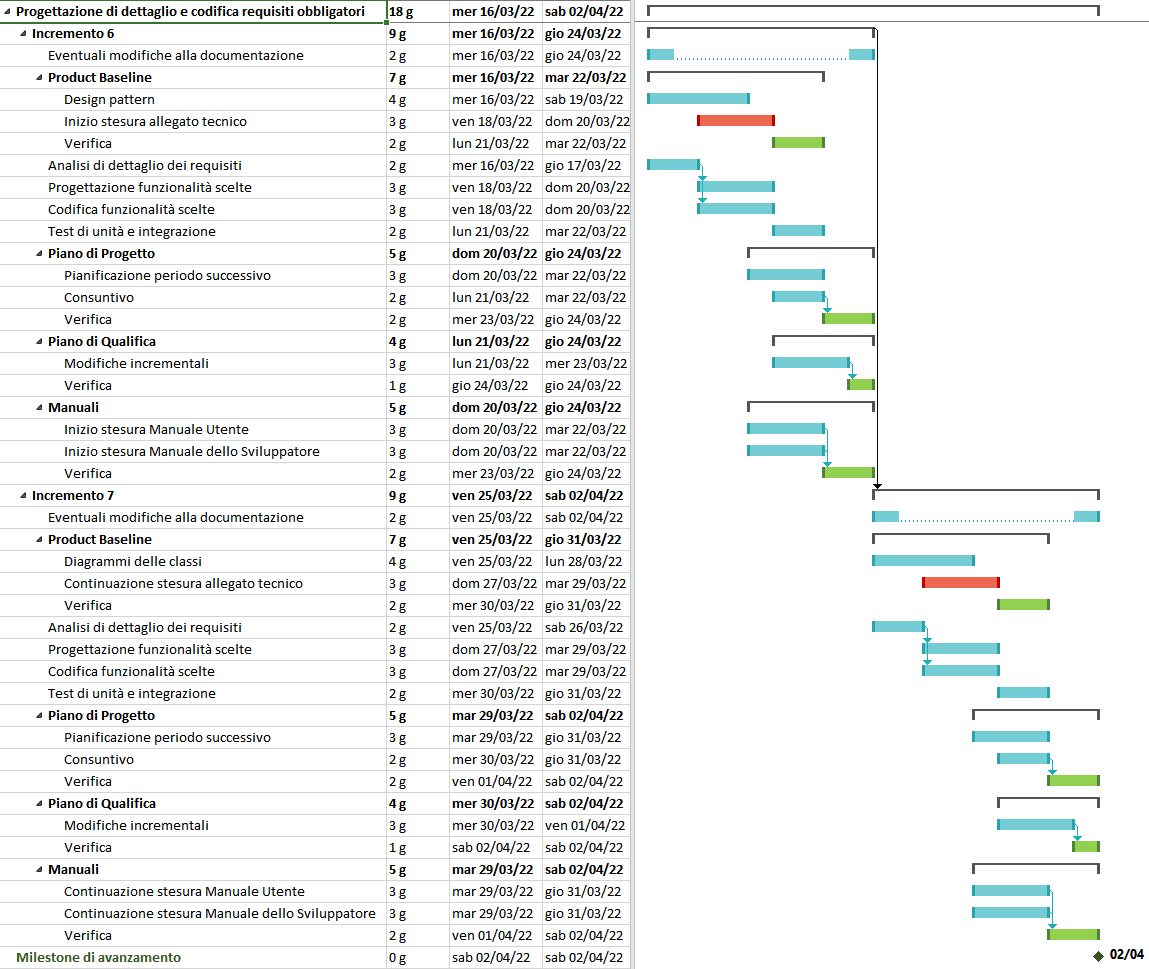 Progettazione di dettaglio e codifica requisiti obbligatori 18 g mer 16/03/22 sab 02/04/22
Incremento 6 9 g mer 16/03/22 gio 24/03/22
Eventuali modifiche alla documentazione 2 g mer 16/03/22 gio 24/03/22
Product Baseline 7 g mer 16/03/22 mar 22/03/22
Design pattern 4 g mer 16/03/22 sab 19/03/22
Inizio stesura allegato tecnico 3 g ven 18/03/22 dom 20/03/22
Verifica 2 g lun 21/03/22 mar 22/03/22
Analisi di dettaglio dei requisiti 2 g mer 16/03/22 gio 17/03/22
Progettazione funzionalità scelte 3 g ven 18/03/22 dom 20/03/22
Codifica funzionalità scelte 3 g ven 18/03/22 dom 20/03/22
Test di unità e integrazione 2 g lun 21/03/22 mar 22/03/22
Piano di Progetto 5 g dom 20/03/22 gio 24/03/22
Pianificazione periodo successivo 3 g dom 20/03/22 mar 22/03/22
Consuntivo 2 g lun 21/03/22 mar 22/03/22
Verifica 2 g mer 23/03/22 gio 24/03/22
Piano di Qualifica 4 g lun 21/03/22 gio 24/03/22
Modifiche incrementali 3 g lun 21/03/22 mer 23/03/22
Verifica 1 g gio 24/03/22 gio 24/03/22
Manuali 5 g dom 20/03/22 gio 24/03/22
Inizio stesura Manuale Utente 3 g dom 20/03/22 mar 22/03/22
Inizio stesura Manuale dello Sviluppatore 3 g dom 20/03/22 mar 22/03/22
Verifica 2 g mer 23/03/22 gio 24/03/22
Incremento 7 9 g ven 25/03/22 sab 02/04/22
Eventuali modifiche alla documentazione 2 g ven 25/03/22 sab 02/04/22
Product Baseline 7 g ven 25/03/22 gio 31/03/22
Diagrammi delle classi 4 g ven 25/03/22 lun 28/03/22
Continuazione stesura allegato tecnico 3 g dom 27/03/22 mar 29/03/22
Verifica 2 g mer 30/03/22 gio 31/03/22
Analisi di dettaglio dei requisiti 2 g ven 25/03/22 sab 26/03/22
Progettazione funzionalità scelte 3 g dom 27/03/22 mar 29/03/22
Codifica funzionalità scelte 3 g dom 27/03/22 mar 29/03/22
Test di unità e integrazione 2 g mer 30/03/22 gio 31/03/22
Piano di Progetto 5 g mar 29/03/22 sab 02/04/22
Pianificazione periodo successivo 3 g mar 29/03/22 gio 31/03/22
Consuntivo 2 g mer 30/03/22 gio 31/03/22
Verifica 2 g ven 01/04/22 sab 02/04/22
Piano di Qualifica 4 g mer 30/03/22 sab 02/04/22
Modifiche incrementali 3 g mer 30/03/22 ven 01/04/22
Verifica 1 g sab 02/04/22 sab 02/04/22
Manuali 5 g mar 29/03/22 sab 02/04/22
Continuazione stesura Manuale Utente 3 g mar 29/03/22 gio 31/03/22
Continuazione stesura Manuale dello Sviluppatore 3 g mar 29/03/22 gio 31/03/22
Verifica 2 g ven 01/04/22 sab 02/04/22
Milestone di avanzamento 0 g sab 02/04/22 sab 02/04/22 02/04